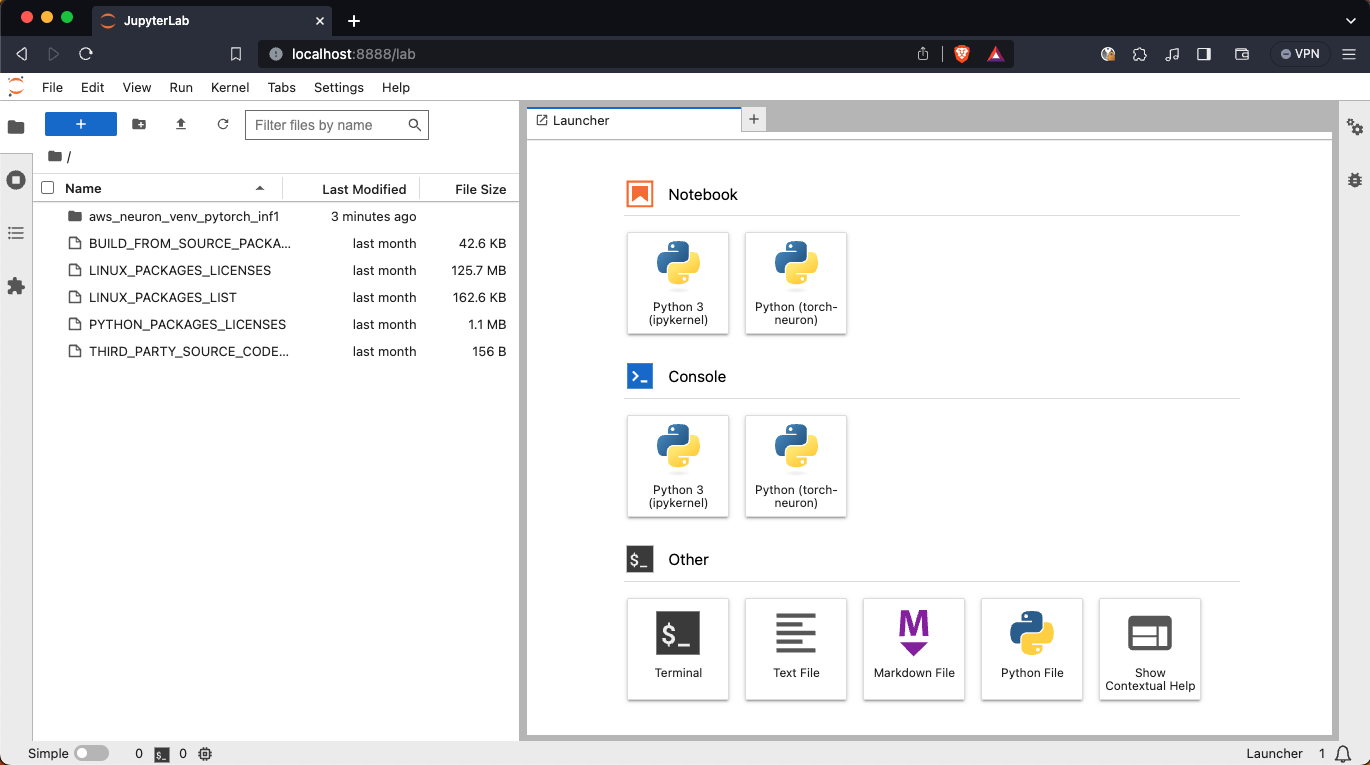 JupyterLab
localhost:8888/lab
VPN
File Edit View Run Kernel Tabs Settings Help
+
Filter files by name
/
Name Last Modified File Size
aws_neuron_venv_pytorch_inf1 3 minutes ago
BUILD_FROM_SOURCE_PACKA... last month 42.6 KB
LINUX_PACKAGES_LICENSES last month 125.7 MB
LINUX_PACKAGES_LIST last month 162.6 KB
PYTHON_PACKAGES_LICENSES last month 1.1 MB
THIRD_PARTY_SOURCE_CODE... last month 156 B
Launcher
Notebook
Python 3
(ipykernel)
Python (torch-
neuron)
Console
Python 3
(ipykernel)
Python (torch-
neuron)
$_ Other
$_
Terminal
Text File
M
Markdown File
Python File
Show
Contextual Help
Simple 0 $_ 0
Launcher 1